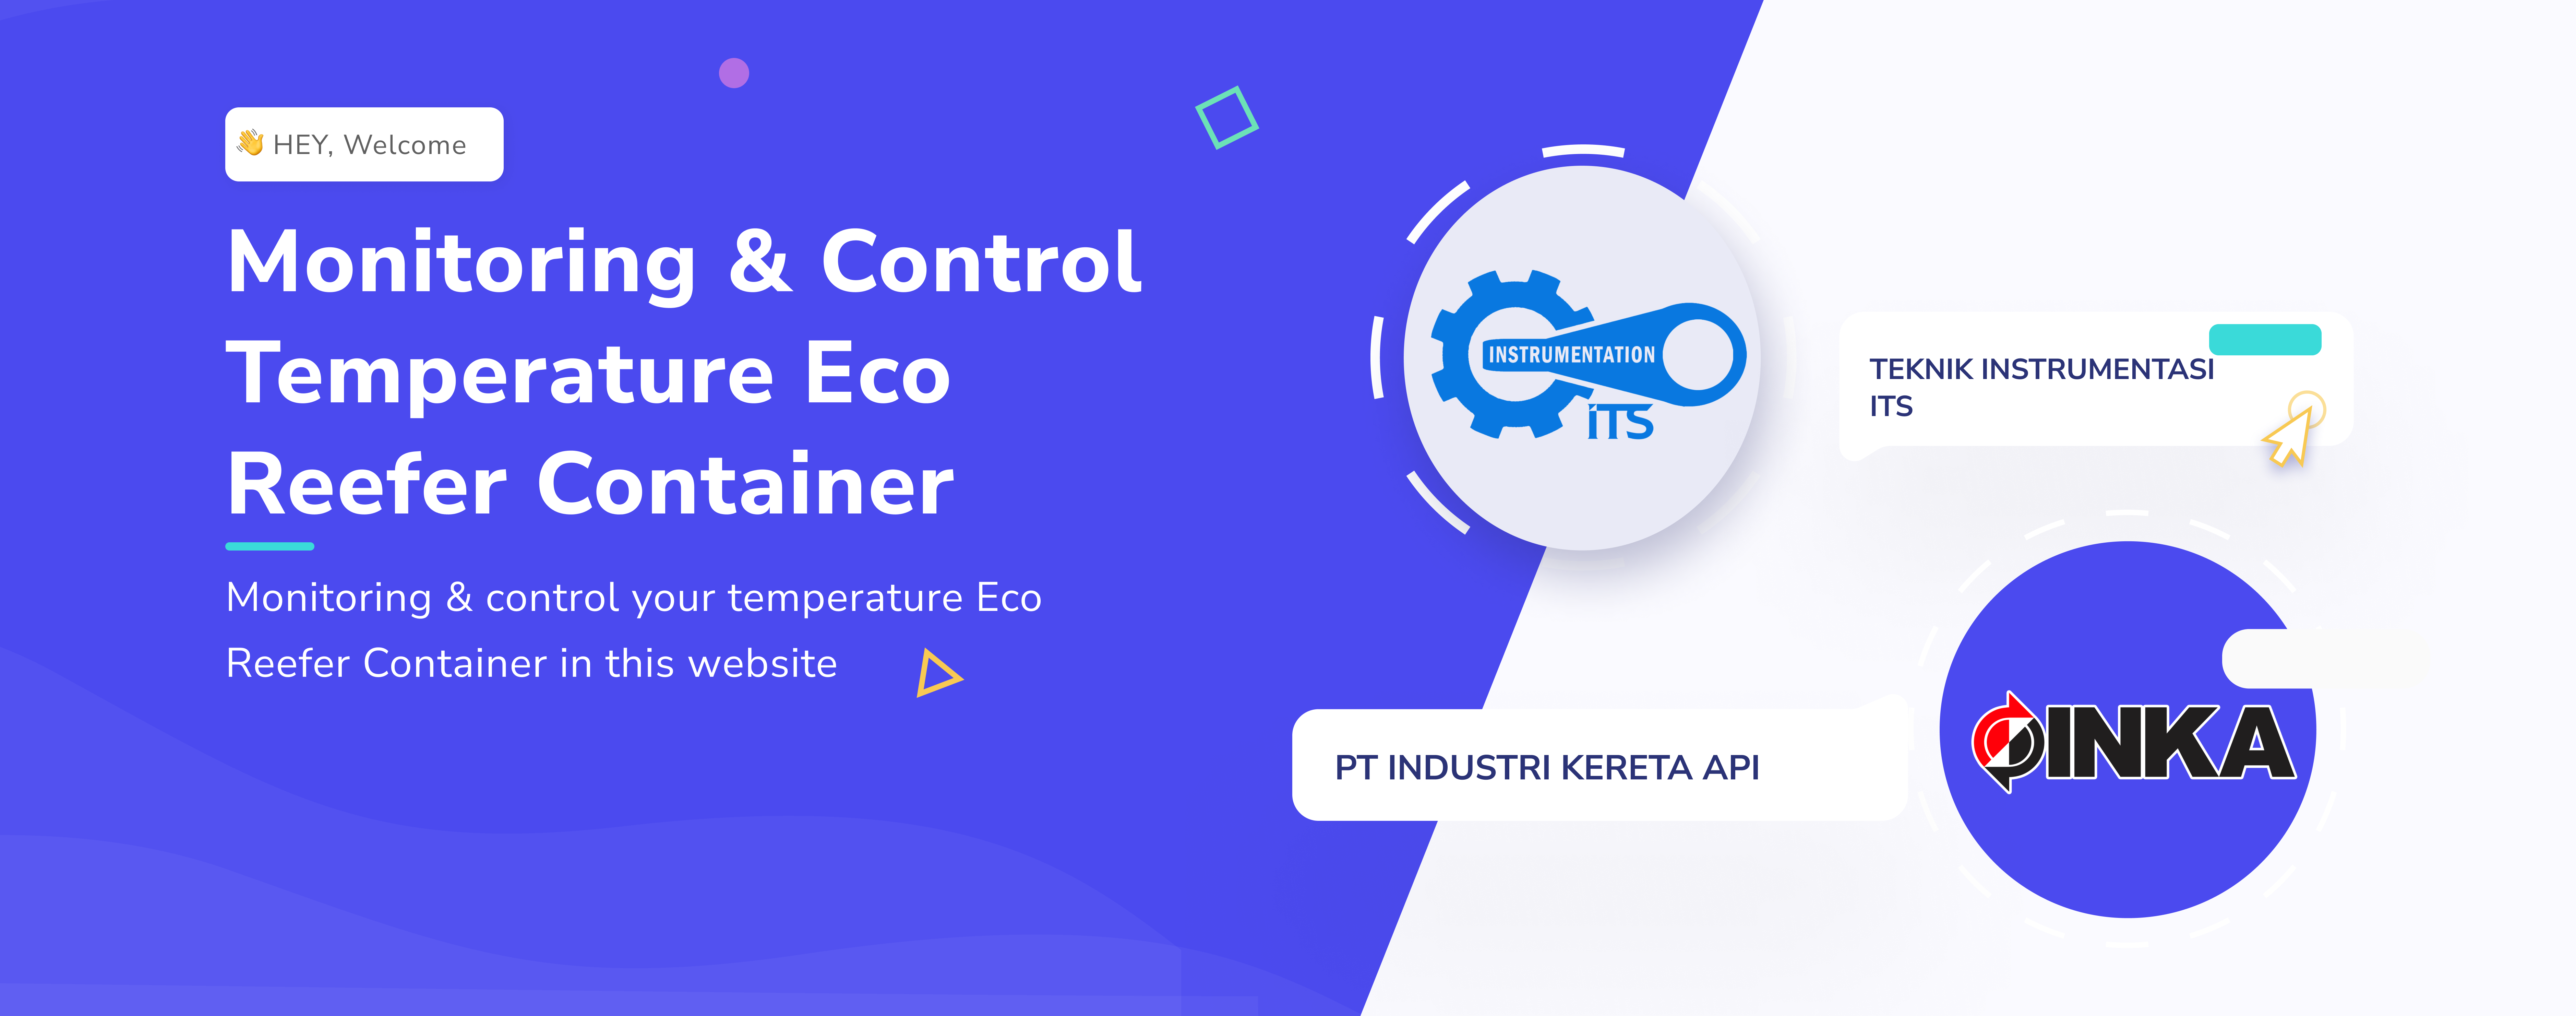 👋 HEY, Welcome
Monitoring & Control
Temperature Eco
Reefer Container
Monitoring & control your temperature Eco
Reefer Container in this website
INSTRUMENTATION
iTS
TEKNIK INSTRUMENTASI
ITS
PT INDUSTRI KERETA API
INKA